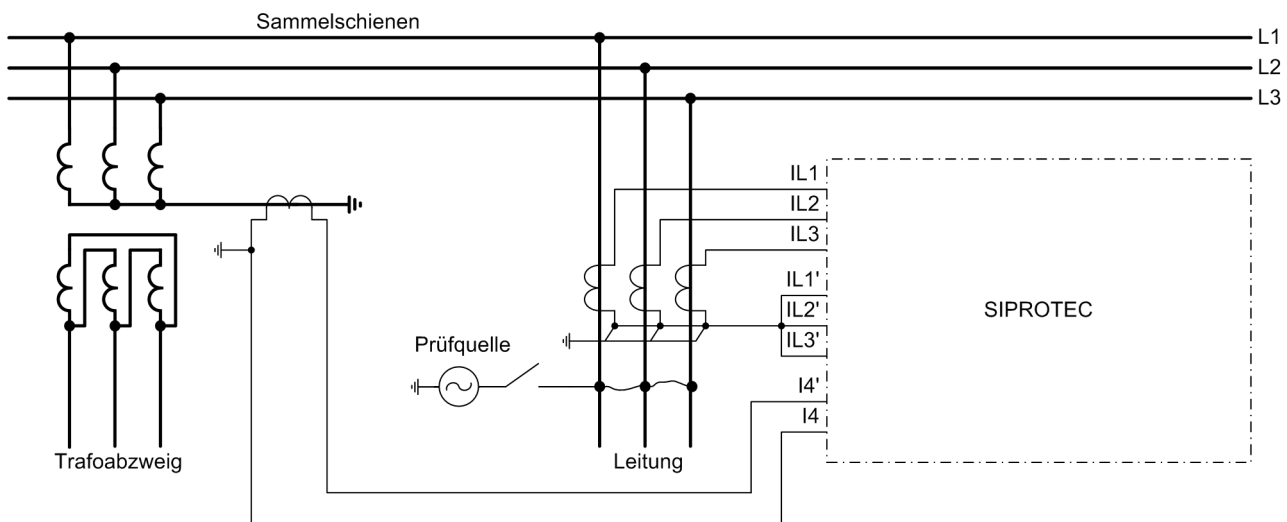 Sammelschienen
L1
L2
L3
IL1
IL2
IL3
IL1'
IL2'
IL3'
SIPROTEC
Prüfquelle
I4'
I4
Trafoabzweig
Leitung